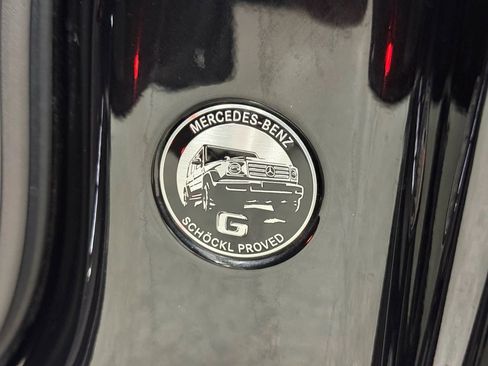 MERCEDES-BENZ
G
SCHÖCKL PROVED